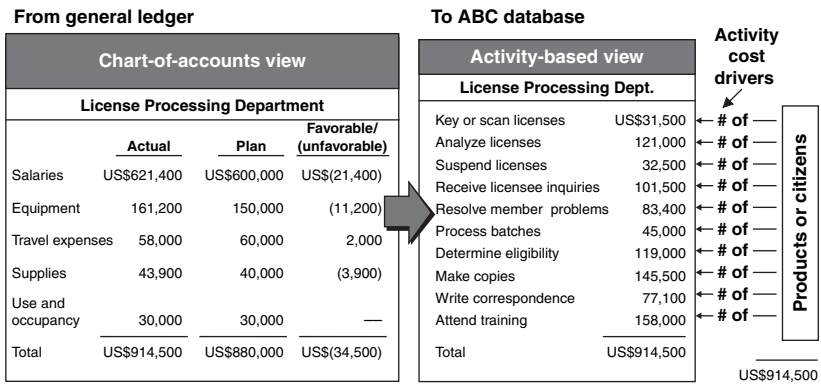 From general ledger
Chart-of-accounts view
License Processing Department
Favorable/
Actual Plan (unfavorable)
Salaries US$621,400 US$600,000 US$(21,400)
Equipment 161,200 150,000 (11,200)
Travel expenses 58,000 60,000 2,000
Supplies 43,900 40,000 (3,900)
Use and
occupancy 30,000 30,000 —
Total US$914,500 US$880,000 US$(34,500)
To ABC database
Activity-based view
License Processing Dept.
Key or scan licenses US$31,500
Analyze licenses 121,000
Suspend licenses 32,500
Receive licensee inquiries 101,500
Resolve member problems 83,400
Process batches 45,000
Determine eligibility 119,000
Make copies 145,500
Write correspondence 77,100
Attend training 158,000
Total US$914,500
Activity
cost
drivers
# of
# of
# of
# of
# of
# of
# of
# of
# of
# of
Products or citizens
US$914,500